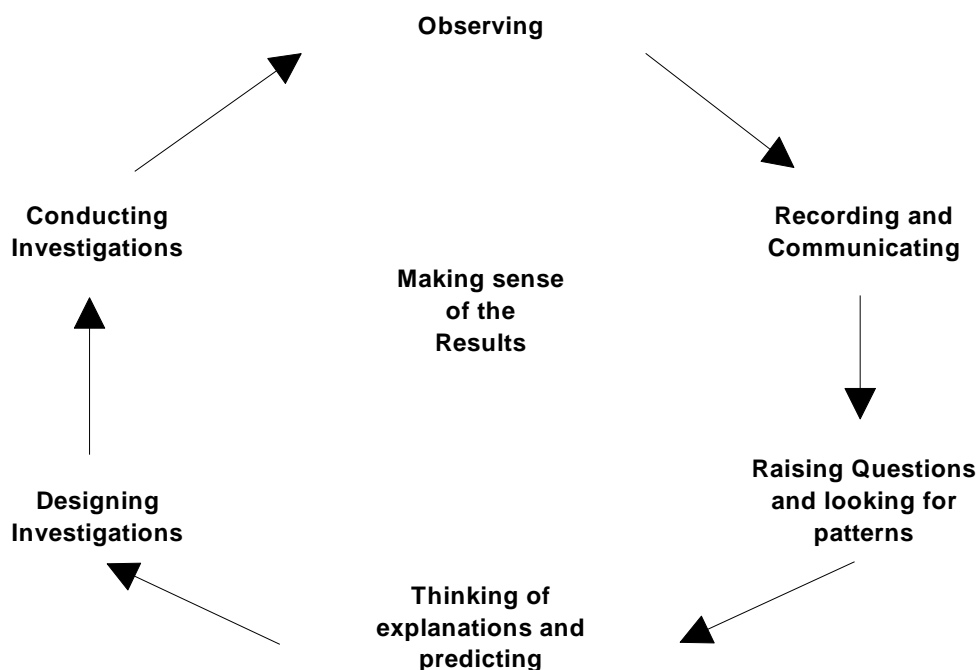 Observing
Conducting
Investigations
Recording and
Communicating
Making sense
of the
Results
Raising Questions
and looking for
patterns
Designing
Investigations
Thinking of
explanations and
predicting